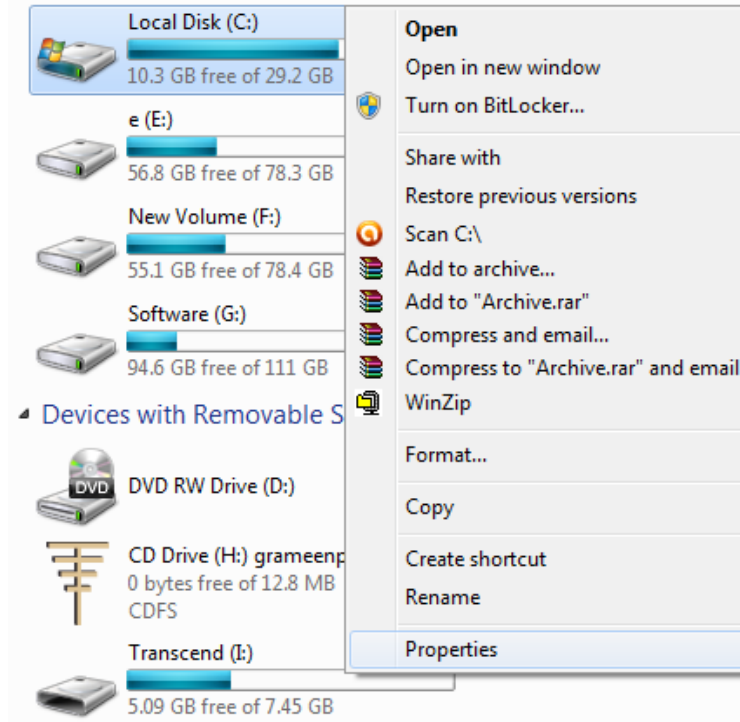 Local Disk (C:)
10.3 GB free of 29.2 GB
e (E:)
56.8 GB free of 78.3 GB
New Volume (F:)
55.1 GB free of 78.4 GB
Software (G:)
94.6 GB free of 111 GB
Devices with Removable S
DVD
DVD RW Drive (D:)
CD Drive (H:) grameenp
0 bytes free of 12.8 MB
CDFS
Transcend (I:)
5.09 GB free of 7.45 GB
Open
Open in new window
Turn on BitLocker...
Share with
Restore previous versions
Scan C:\
Add to archive...
Add to "Archive.rar"
Compress and email...
Compress to "Archive.rar" and email
WinZip
Format...
Copy
Create shortcut
Rename
Properties